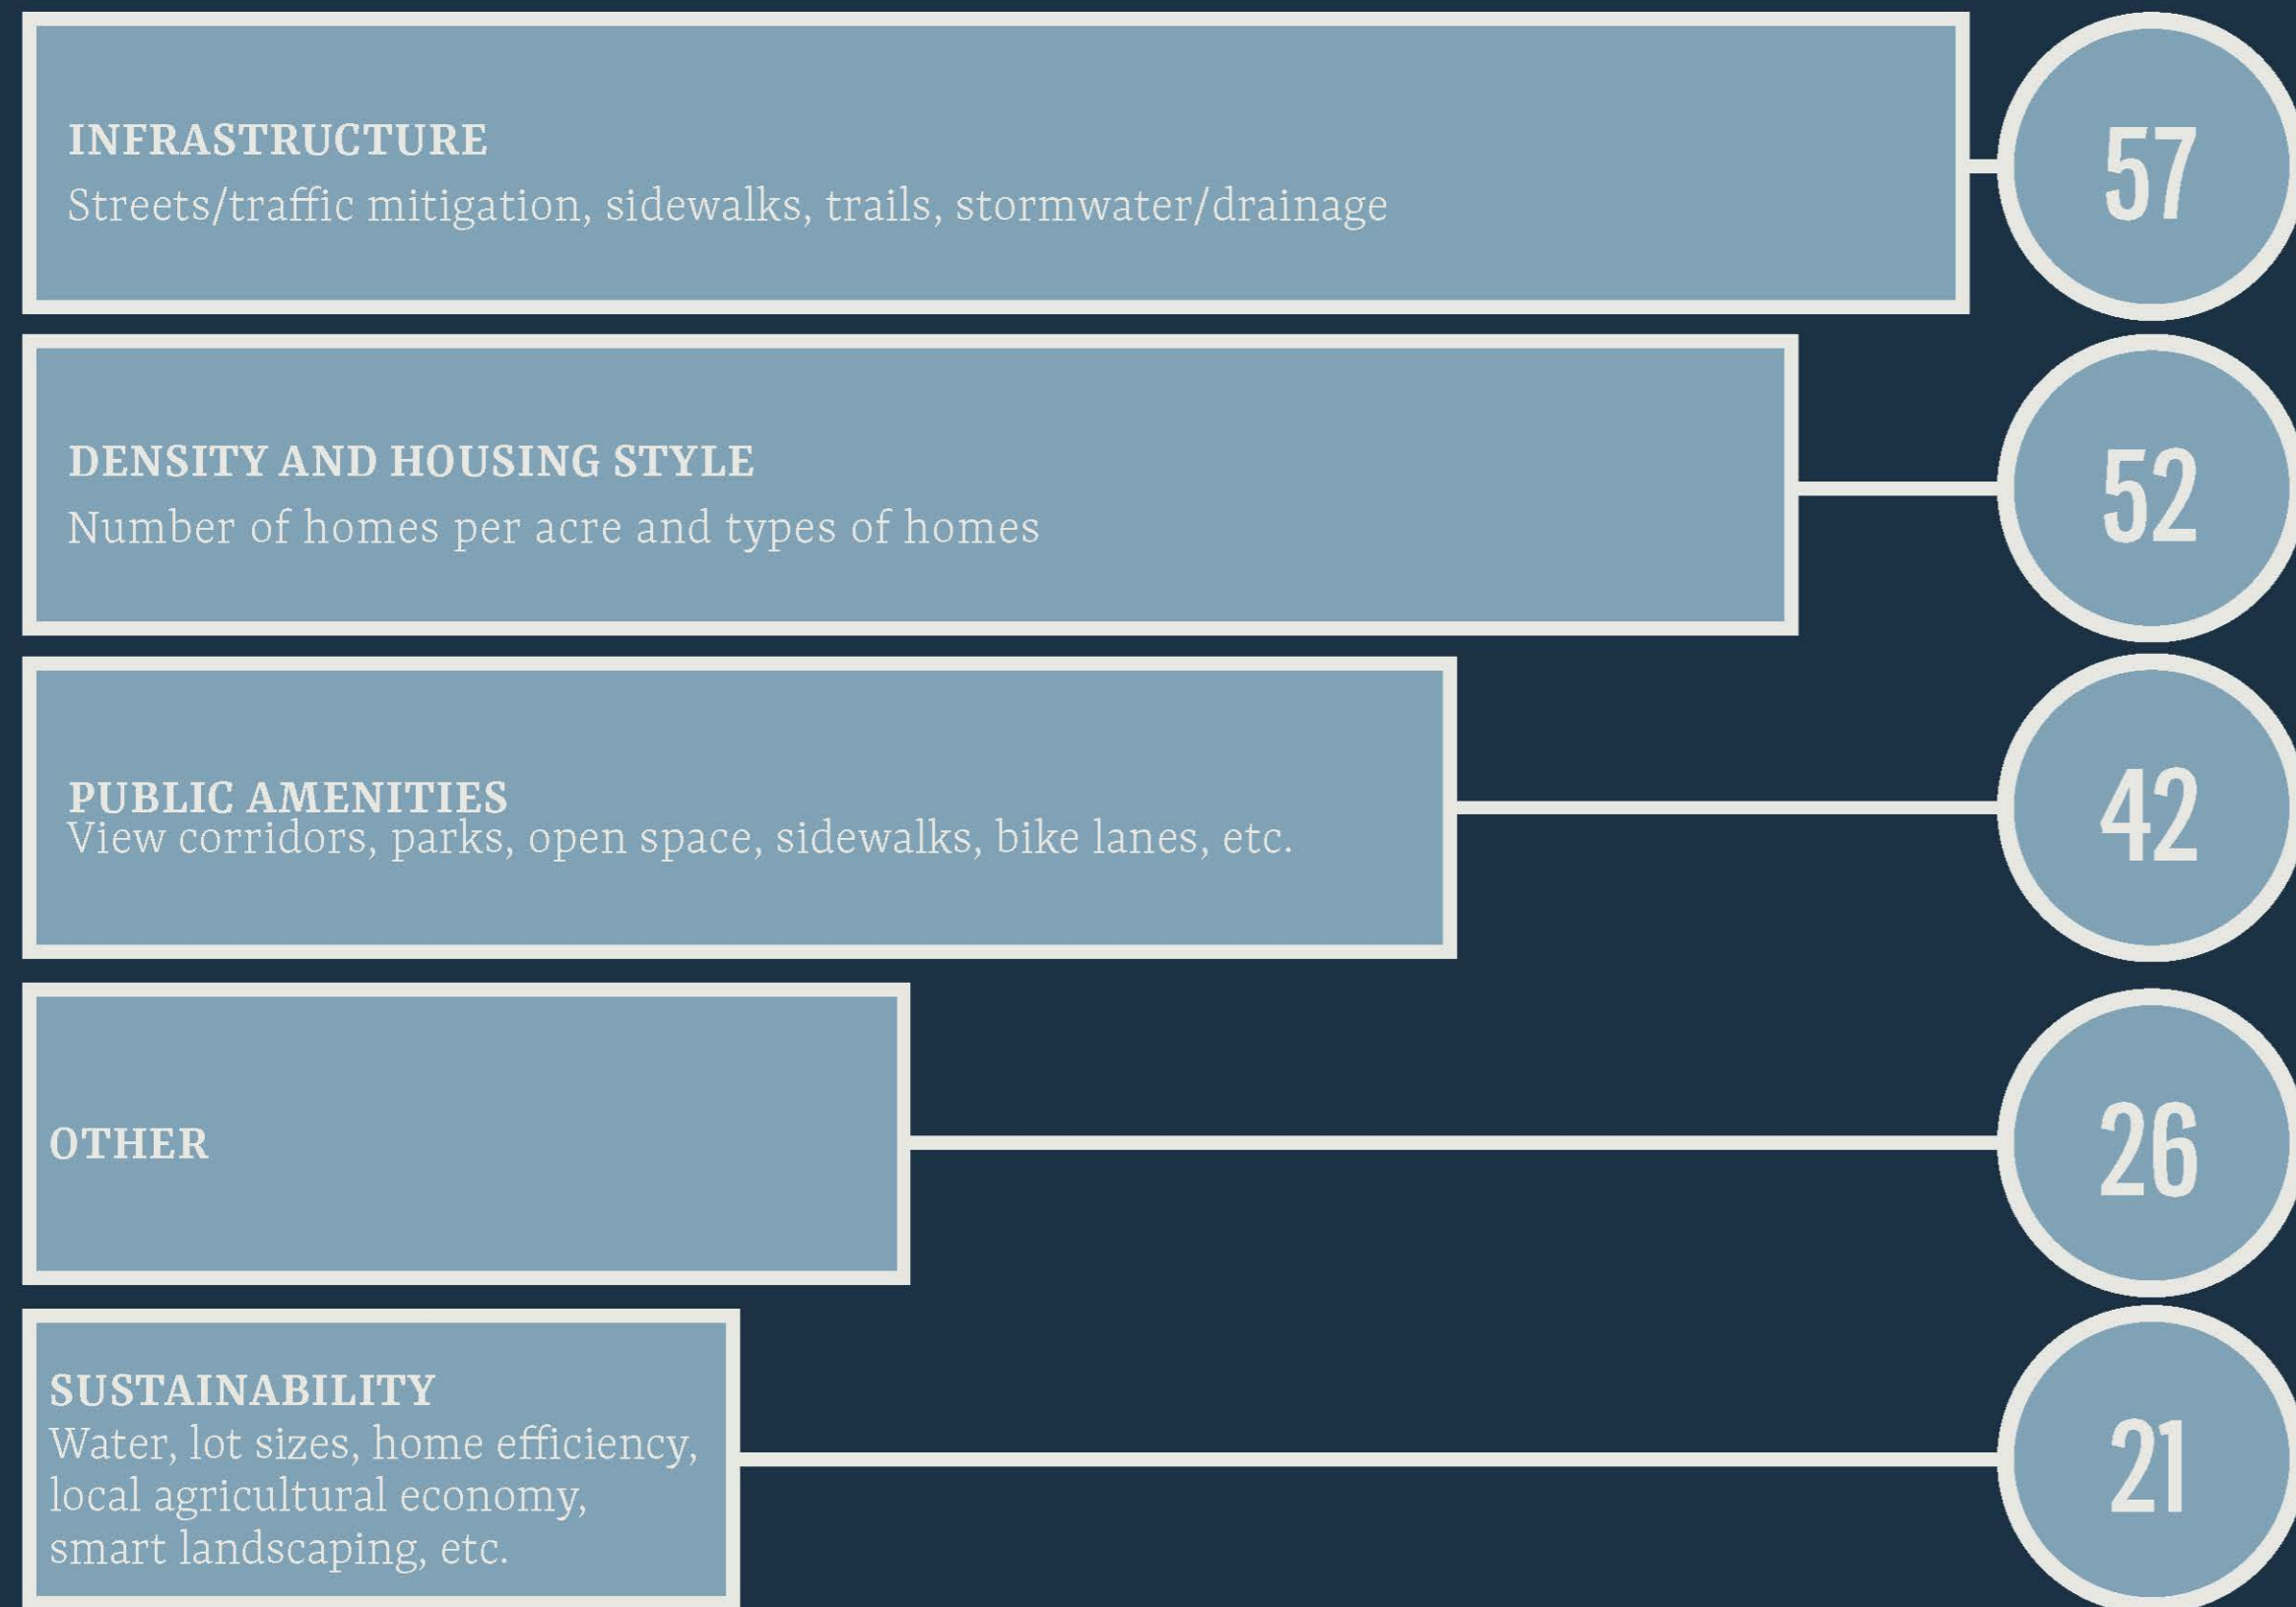 INFRASTRUCTURE
Streets/traffic mitigation, sidewalks, trails, stormwater/drainage
57
DENSITY AND HOUSING STYLE
Number of homes per acre and types of homes
52
PUBLIC AMENITIES
View corridors, parks, open space, sidewalks, bike lanes, etc.
42
OTHER
26
SUSTAINABILITY
Water, lot sizes, home efficiency,
local agricultural economy,
smart landscaping, etc.
21